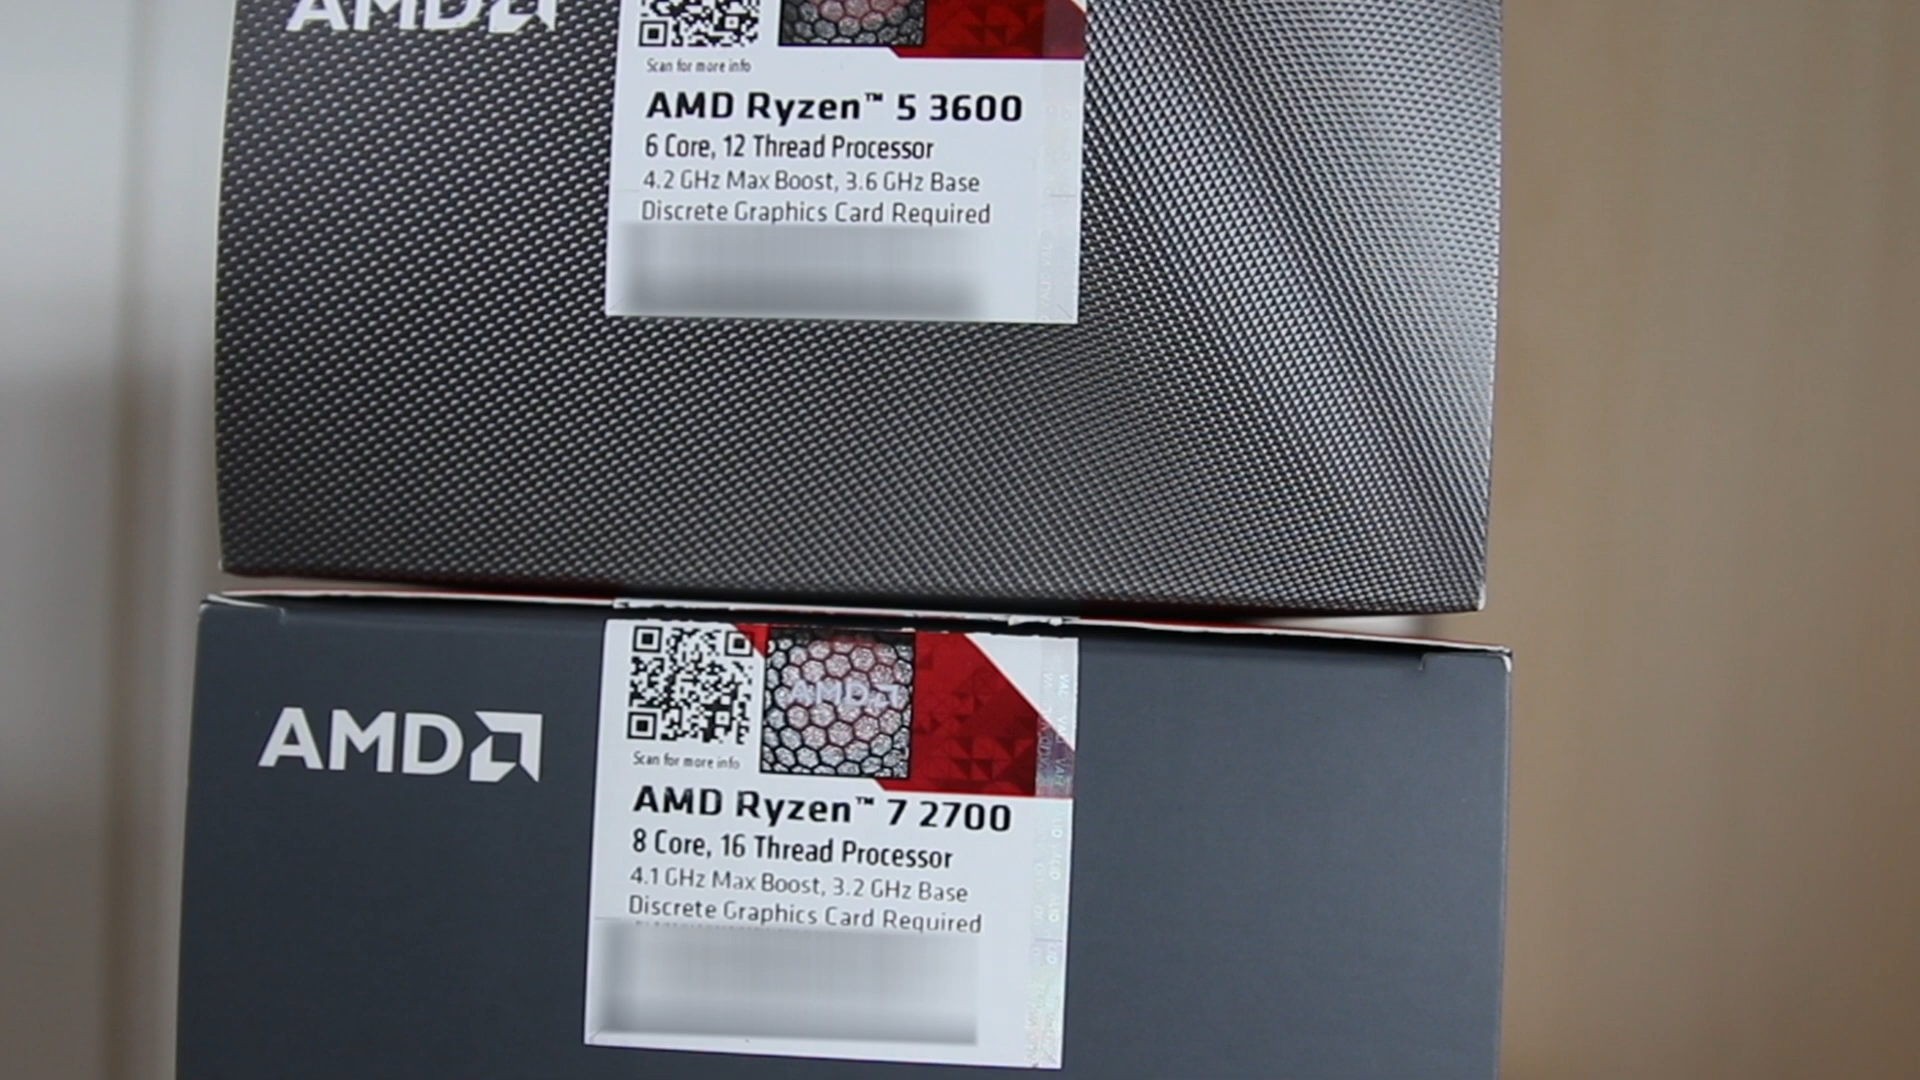 AMD
Scan for more info
AMD Ryzen™ 5 3600
6 Core, 12 Thread Processor
4.2 GHz Max Boost, 3.6 GHz Base
Discrete Graphics Card Required
AMD
AMD
Scan for more info
AMD Ryzen™ 7 2700
8 Core, 16 Thread Processor
4.1 GHz Max Boost, 3.2 GHz Base
Discrete Graphics Card Required